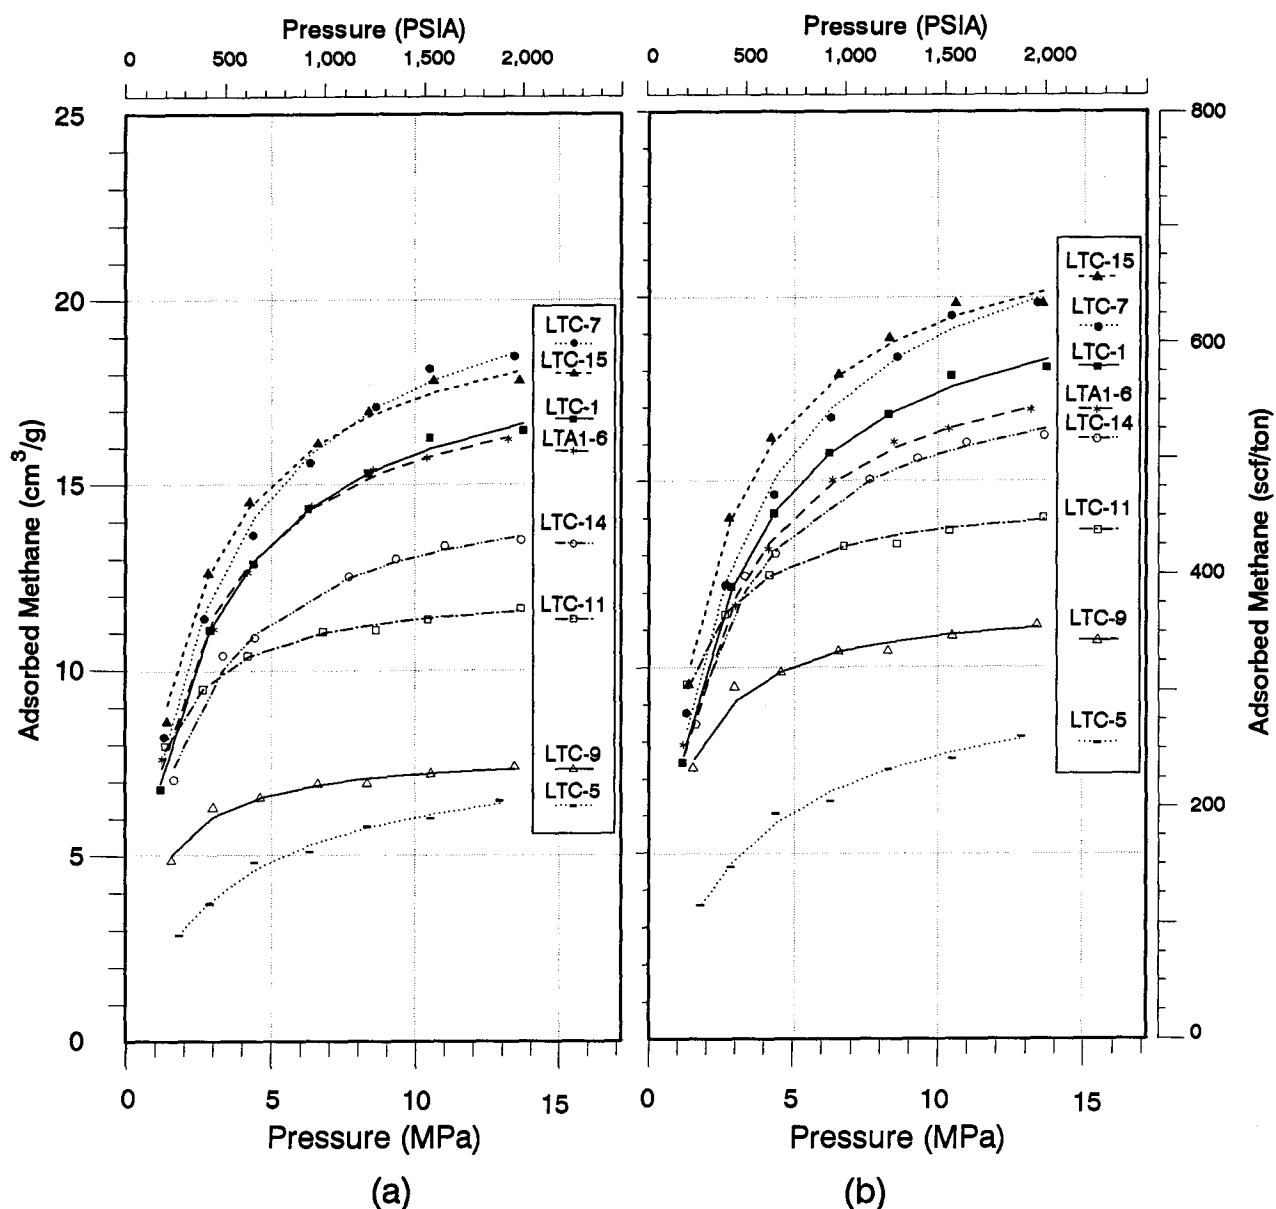 Pressure (PSIA)
0 500 1,000 1,500 2,000
Adsorbed Methane (cm³/g)
25
20
15
10
5
0
LTC-7
LTC-15
LTC-1
LTA1-6
LTC-14
LTC-11
LTC-9
LTC-5
0 5 10 15
Pressure (MPa)
(a)
Pressure (PSIA)
0 500 1,000 1,500 2,000
LTC-15
LTC-7
LTC-1
LTA1-6
LTC-14
LTC-11
LTC-9
LTC-5
800
600
400
200
0
Adsorbed Methane (scf/ton)
0 5 10 15
Pressure (MPa)
(b)